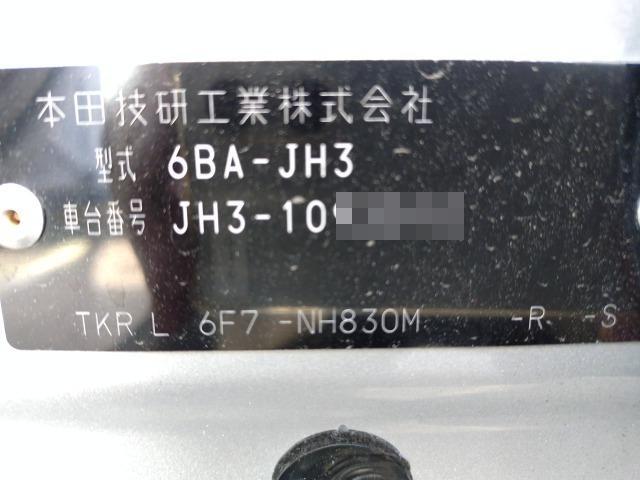 本田技研工業株式会社
型式 6BA-JH3
車台番号 JH3-10
TKR L 6F7 -NH830M -R -S